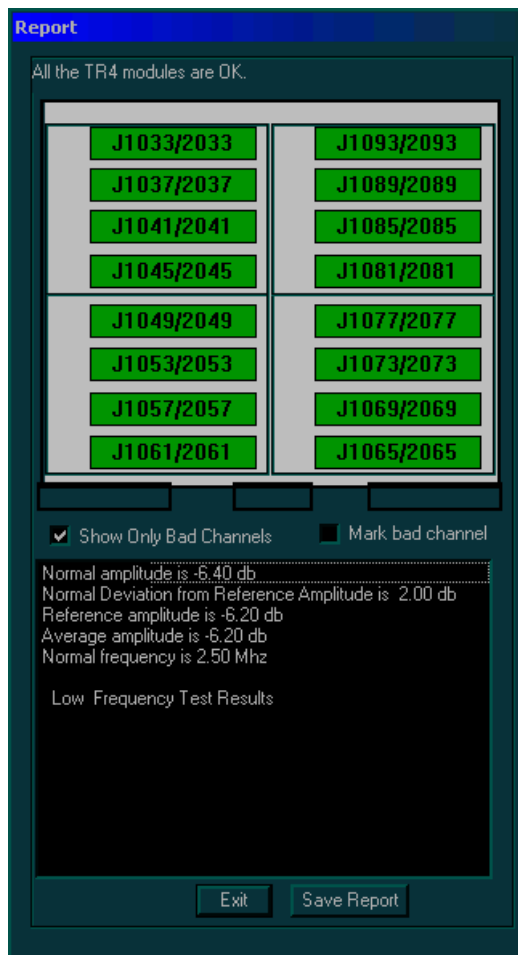 Report
All the TR4 modules are OK.
J1033/2033 J1093/2093
J1037/2037 J1089/2089
J1041/2041 J1085/2085
J1045/2045 J1081/2081
J1049/2049 J1077/2077
J1053/2053 J1073/2073
J1057/2057 J1069/2069
J1061/2061 J1065/2065
Show Only Bad Channels Mark bad channel
Normal amplitude is -6.40 db
Normal Deviation from Reference Amplitude is 2.00 db
Reference amplitude is -6.20 db
Average amplitude is -6.20 db
Normal frequency is 2.50 Mhz
Low Frequency Test Results
Exit Save Report